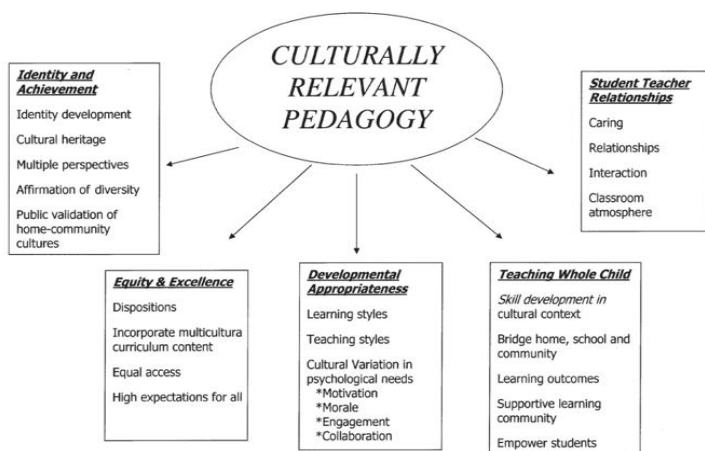 CULTURALLY
RELEVANT
PEDAGOGY
Identity and
Achievement
Identity development
Cultural heritage
Multiple perspectives
Affirmation of diversity
Public validation of
home-community
cultures
Equity & Excellence
Dispositions
Incorporate multicultura
curriculum content
Equal access
High expectations for all
Developmental
Appropriateness
Learning styles
Teaching styles
Cultural Variation in
psychological needs
*Motivation
*Morale
*Engagement
*Collaboration
Teaching Whole Child
Skill development in
cultural context
Bridge home, school and
community
Learning outcomes
Supportive learning
community
Empower students
Student Teacher
Relationships
Caring
Relationships
Interaction
Classroom
atmosphere